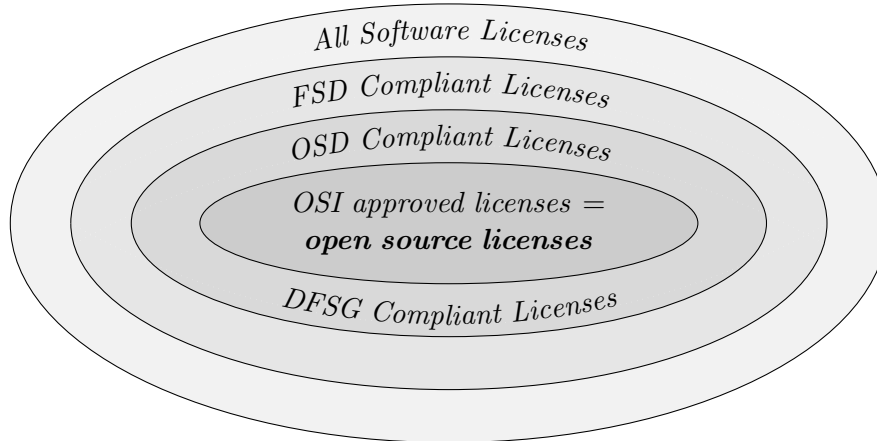 All Software Licenses
FSD Compliant Licenses
OSD Compliant Licenses
OSI approved licenses =
open source licenses
DFSG Compliant Licenses